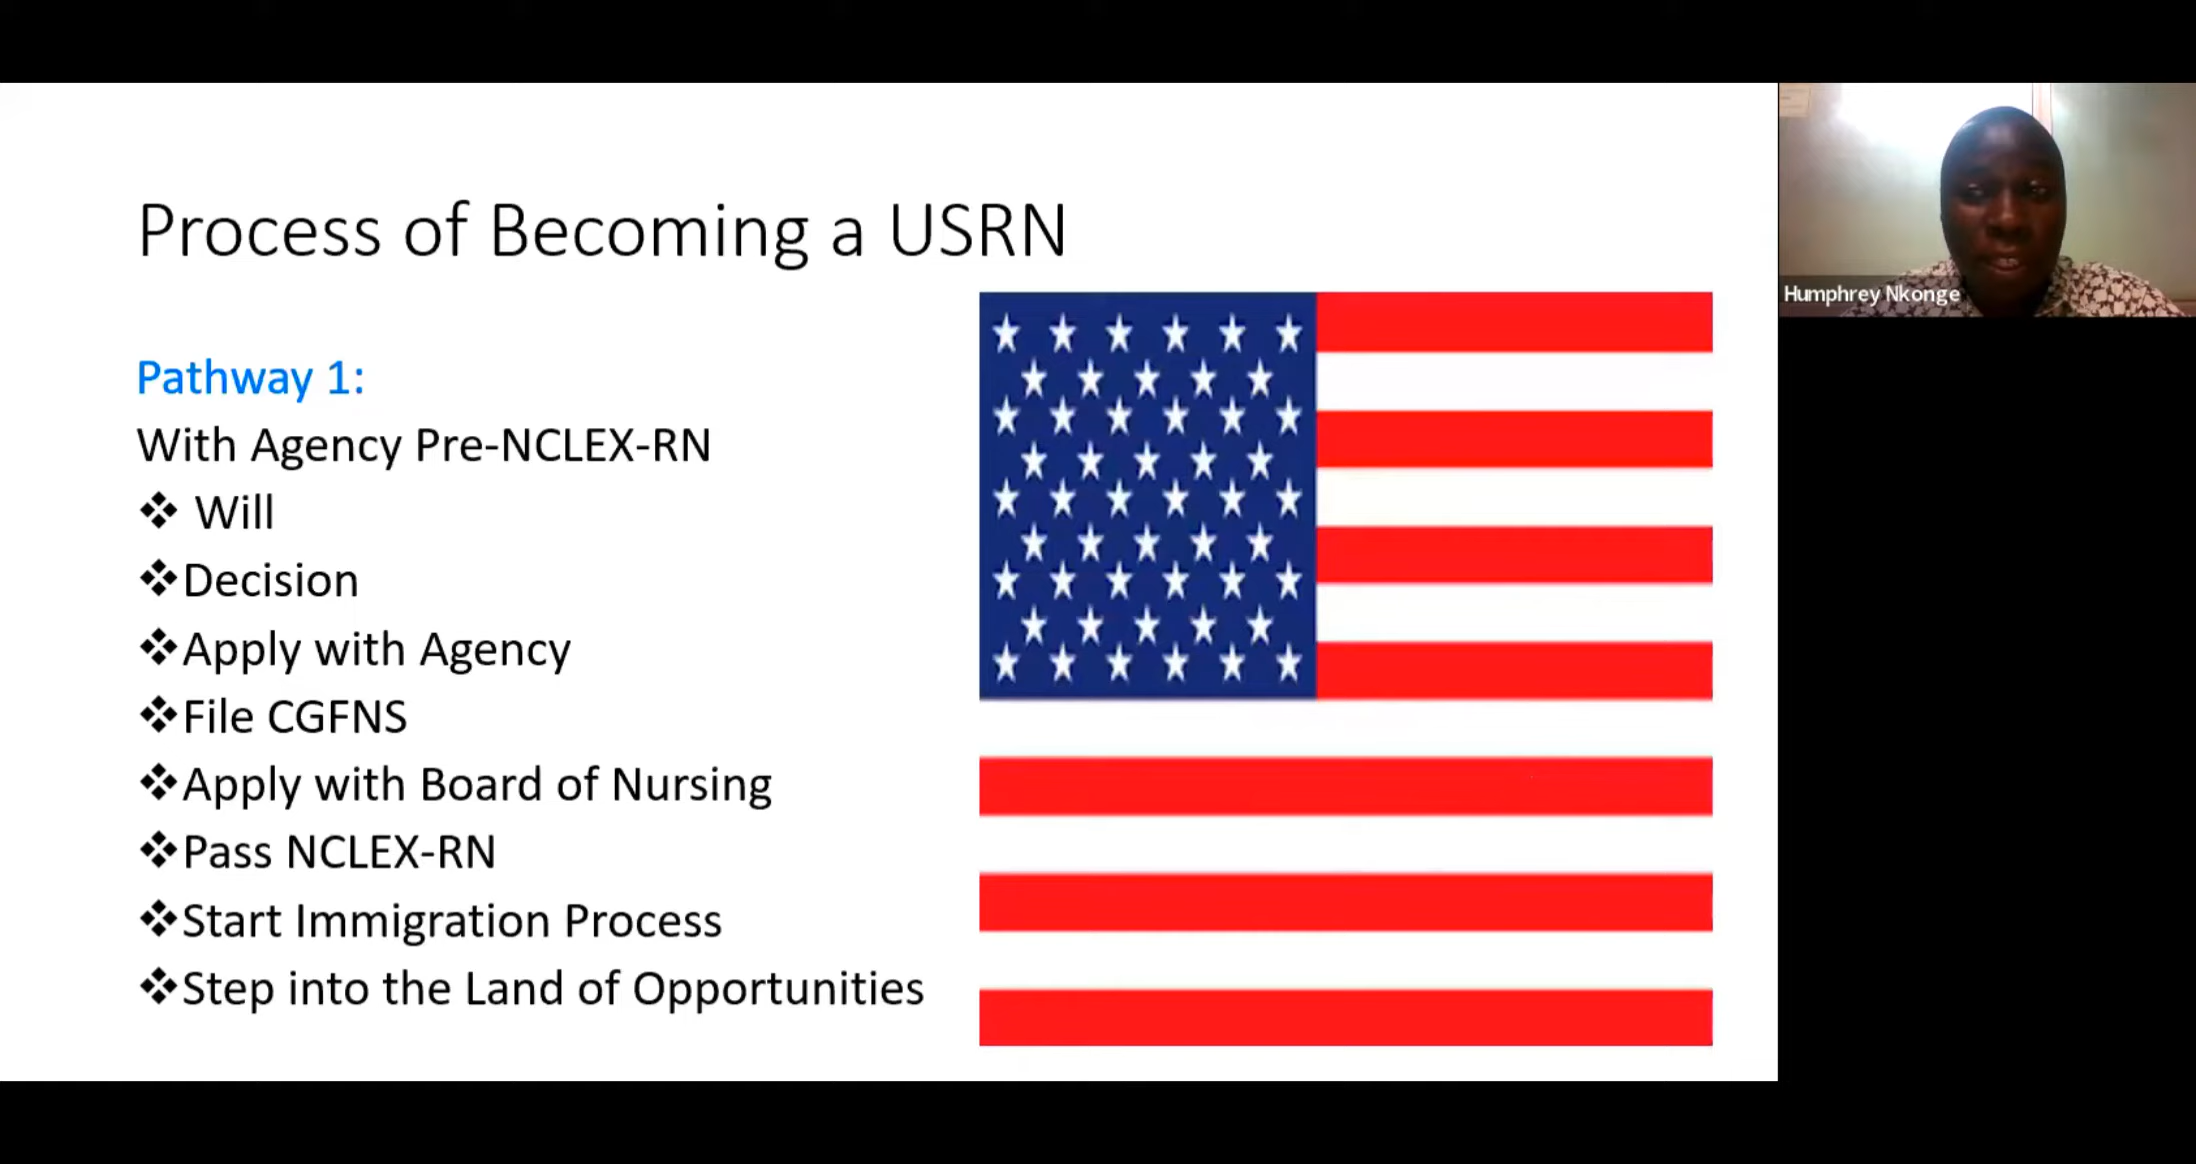 Process of Becoming a USRN
Pathway 1:
With Agency Pre-NCLEX-RN
❖ Will
❖Decision
❖Apply with Agency
❖File CGFNS
❖Apply with Board of Nursing
❖Pass NCLEX-RN
❖Start Immigration Process
❖Step into the Land of Opportunities
Humphrey Nkonge